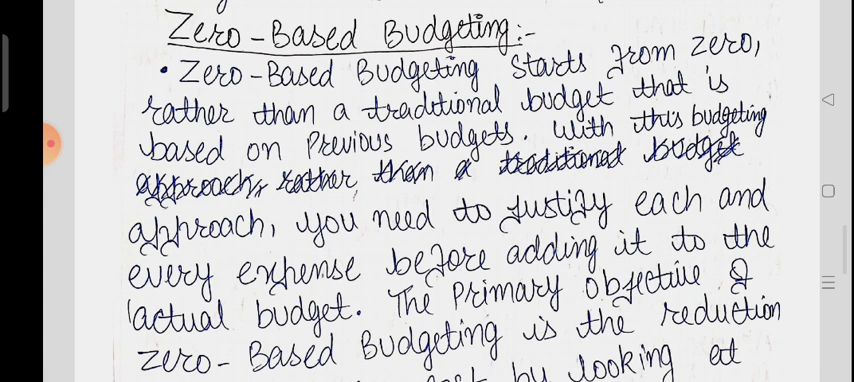 Zero-Based Budgeting:-
• Zero-Based Budgeting starts from zero,
rather than a traditional budget that is
based on Previous budgets. With this budgeting
approach, rather than a traditional budget
approach, you need to justify each and
every expense before adding it to the
actual budget. The Primary objective of
zero-Based Budgeting is the reduction
by looking at